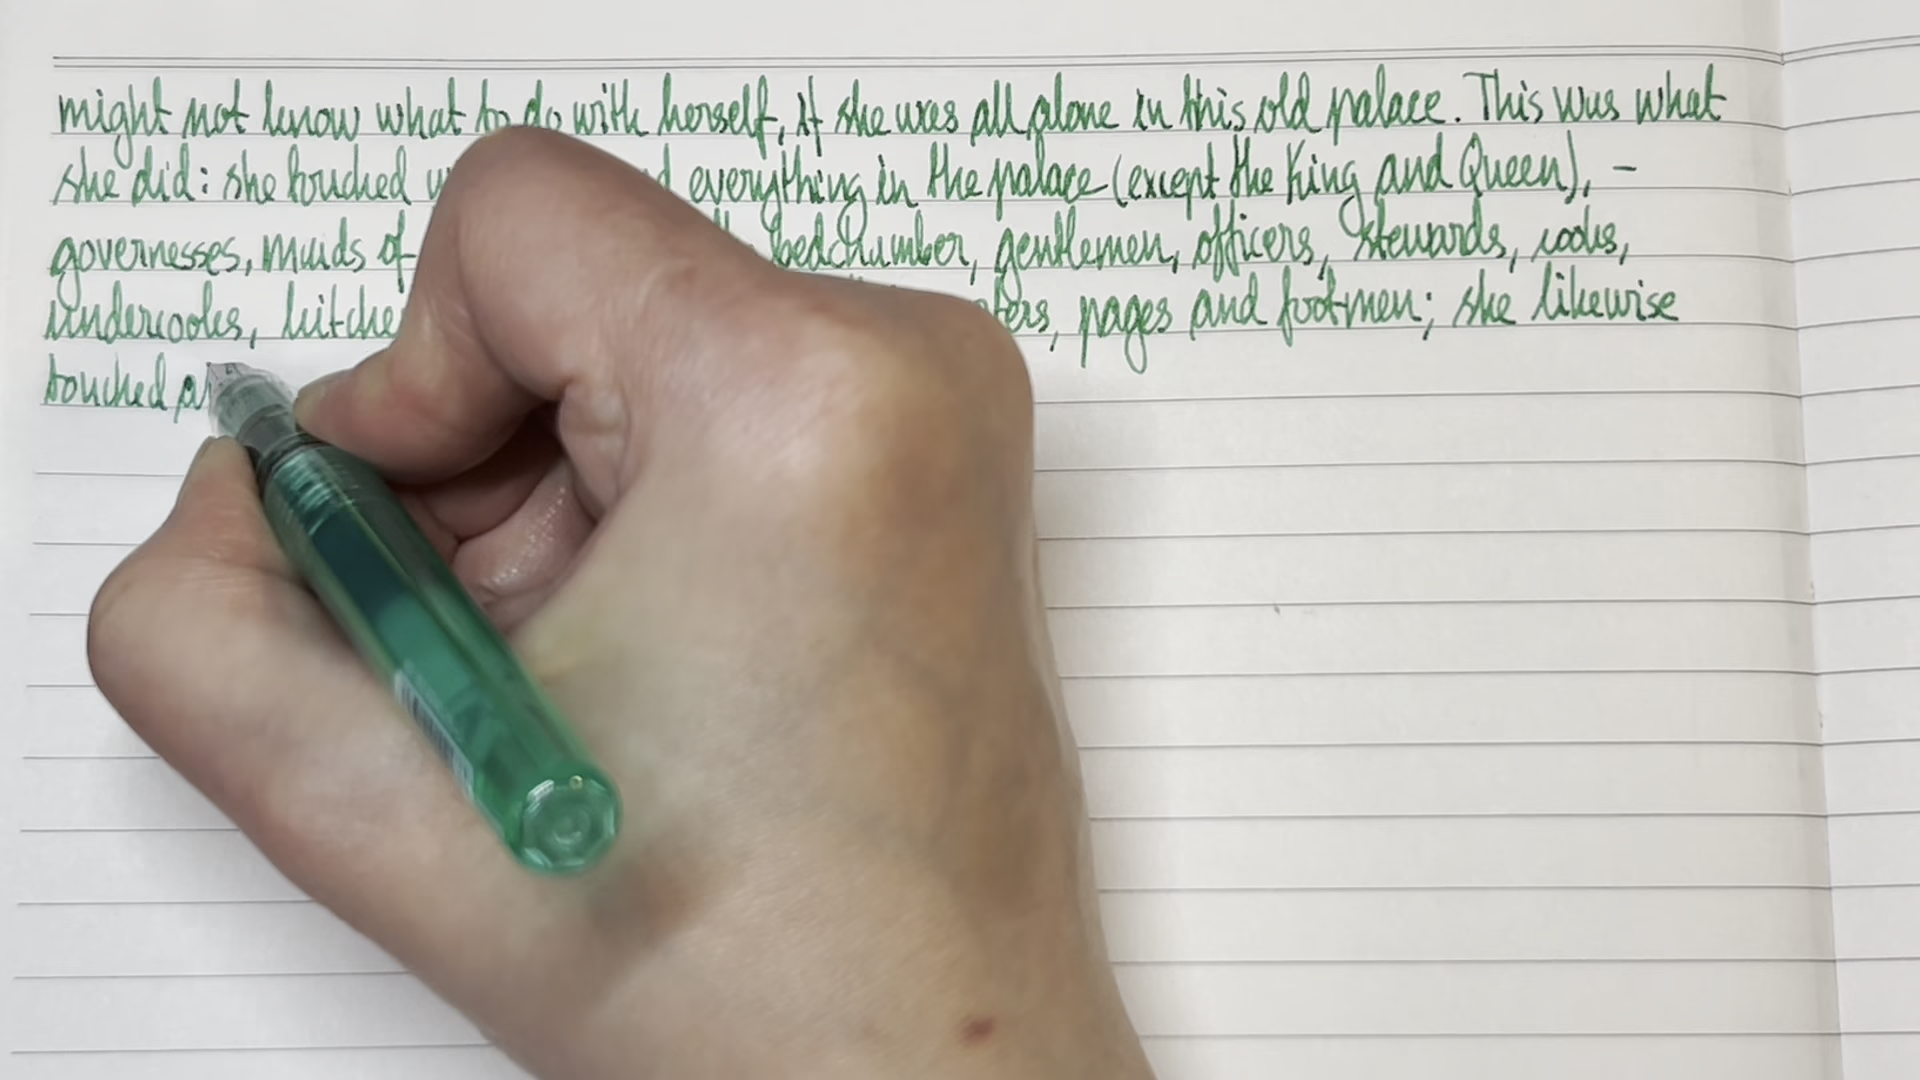 might not know what to do with herself, if she was all alone in this old palace. This was what
she did: she touched everything in the palace (except the King and Queen), –
governesses, maids of bedchamber, gentlemen, officers, stewards, cooks,
undercooks, pages and footmen; she likewise
touched